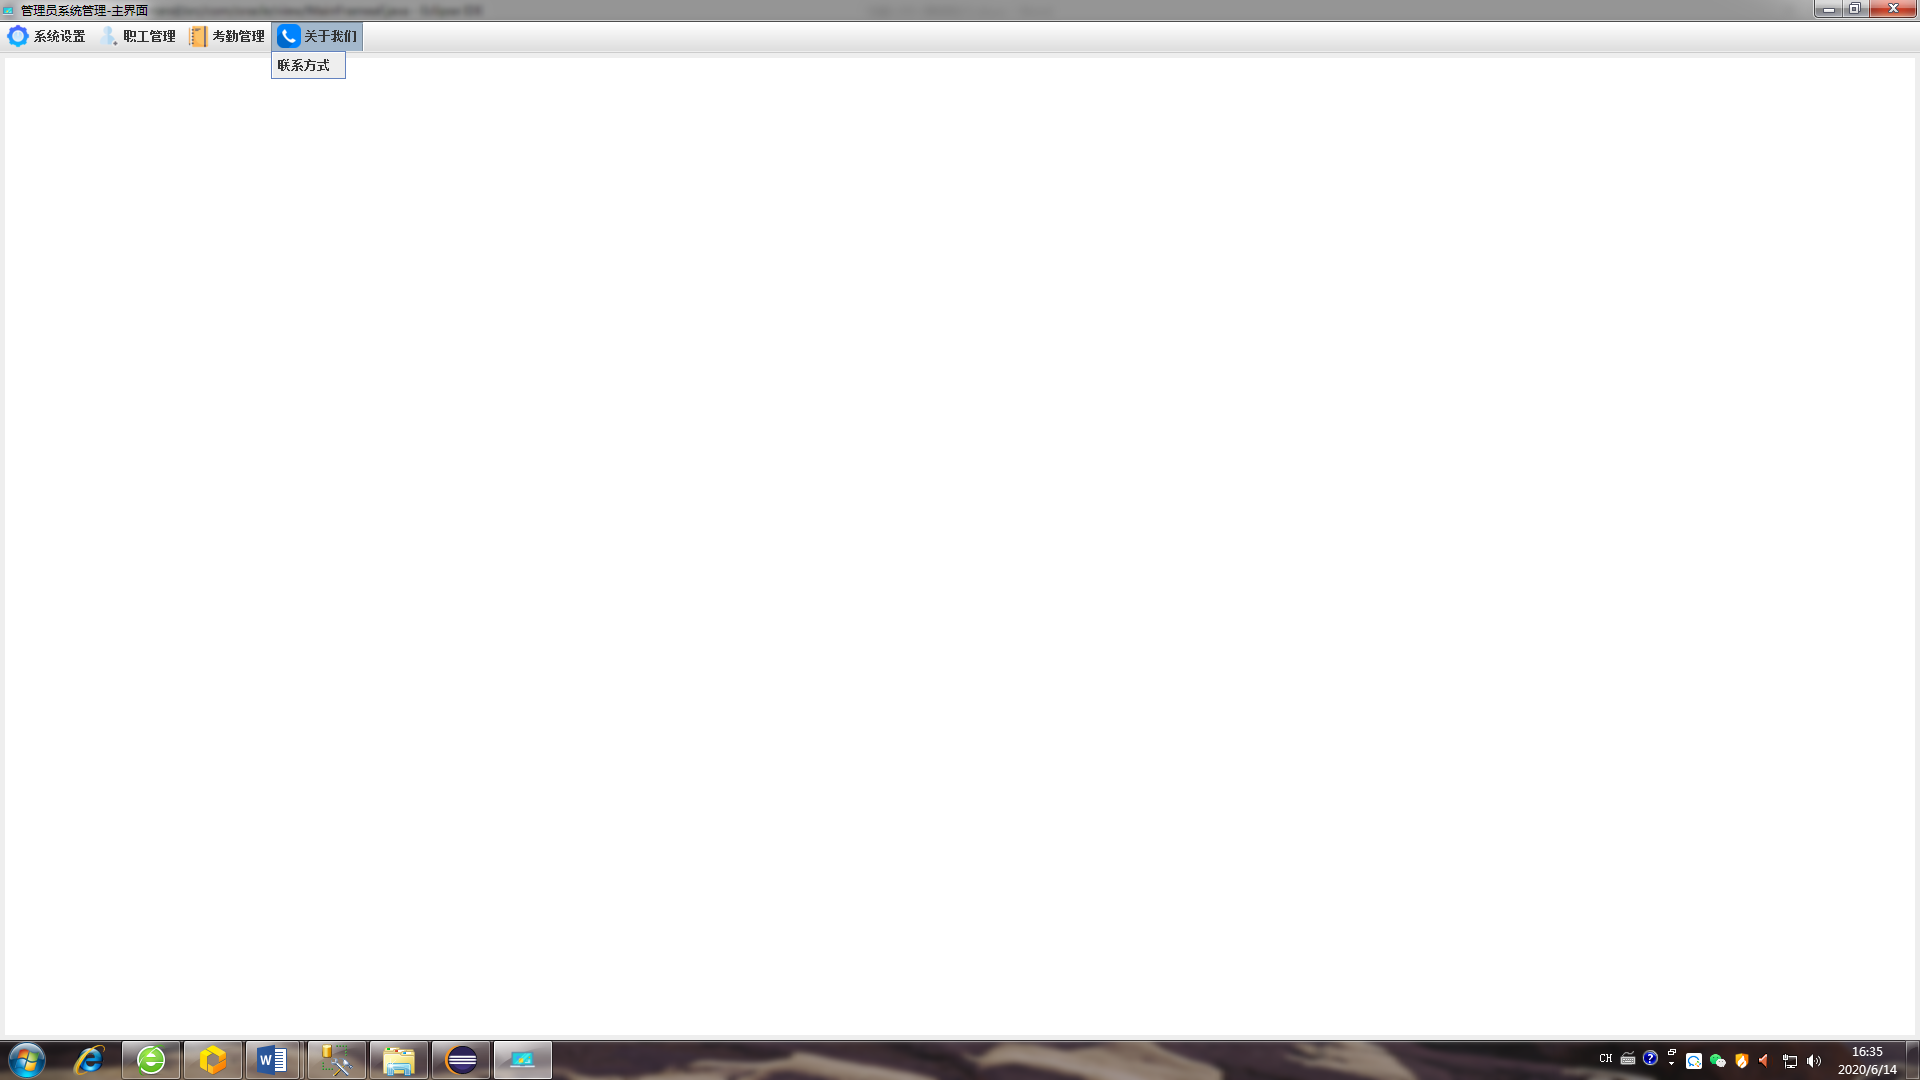 管理员系统管理-主界面
系统设置 职工管理 考勤管理 关于我们
联系方式
CH
16:35
2020/6/14